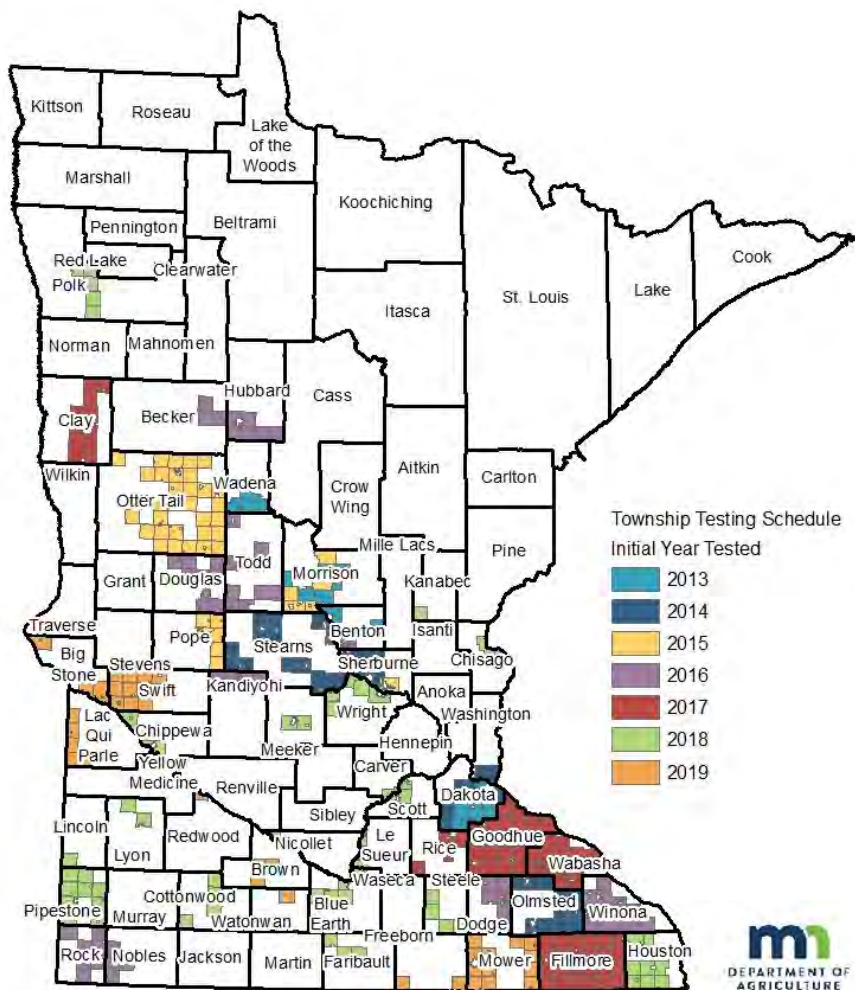 Kittson
Roseau
Lake
of the
Woods
Marshall
Koochiching
Beltrami
Pennington
Red Lake
Clearwater
Polk
Cook
Lake
St. Louis
Itasca
Norman
Mahnomen
Hubbard
Cass
Clay
Becker
Aitkin
Wadena
Carlton
Wilkin
Otter Tail
Crow
Wing
Pine
Mille Lacs
Todd
Morrison
Kanabec
Grant
Douglas
Traverse
Benton
Isanti
Pope
Stearns
Big
Stone
Stevens
Sherburne
Chisago
Swift
Kandiyohi
Anoka
Wright
Washington
Lac
Qui
Parle
Chippewa
Meeker
Hennepin
Yellow
Medicine
Renville
Carver
Dakota
Scott
Sibley
Lincoln
Lyon
Redwood
Nicollet
Le
Sueur
Rice
Goodhue
Wabasha
Brown
Waseca
Steele
Pipestone
Murray
Cottonwood
Watonwan
Blue
Earth
Dodge
Olmsted
Winona
Freeborn
Rock
Nobles
Jackson
Martin
Faribault
Mower
Fillmore
Houston
Township Testing Schedule
Initial Year Tested
2013
2014
2015
2016
2017
2018
2019
DEPARTMENT OF
AGRICULTURE